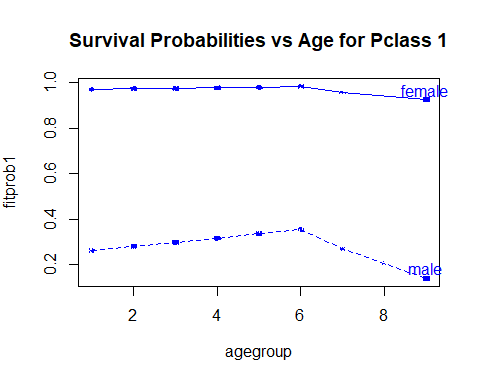 Survival Probabilities vs Age for Pclass 1
fitprob1
1.0
0.8
0.6
0.4
0.2
female
male
2 4 6 8
agegroup